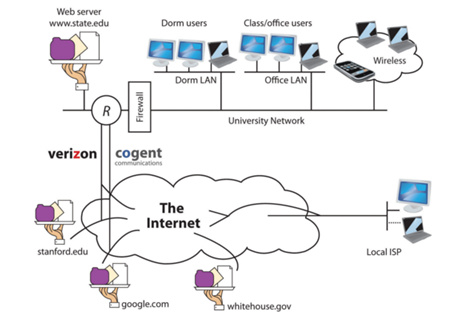 Web server
www.state.edu
Dorm users
Class/office users
Wireless
Dorm LAN
Office LAN
R
Firewall
University Network
verizon
cogent
communications
The
Internet
stanford.edu
Local ISP
google.com
whitehouse.gov